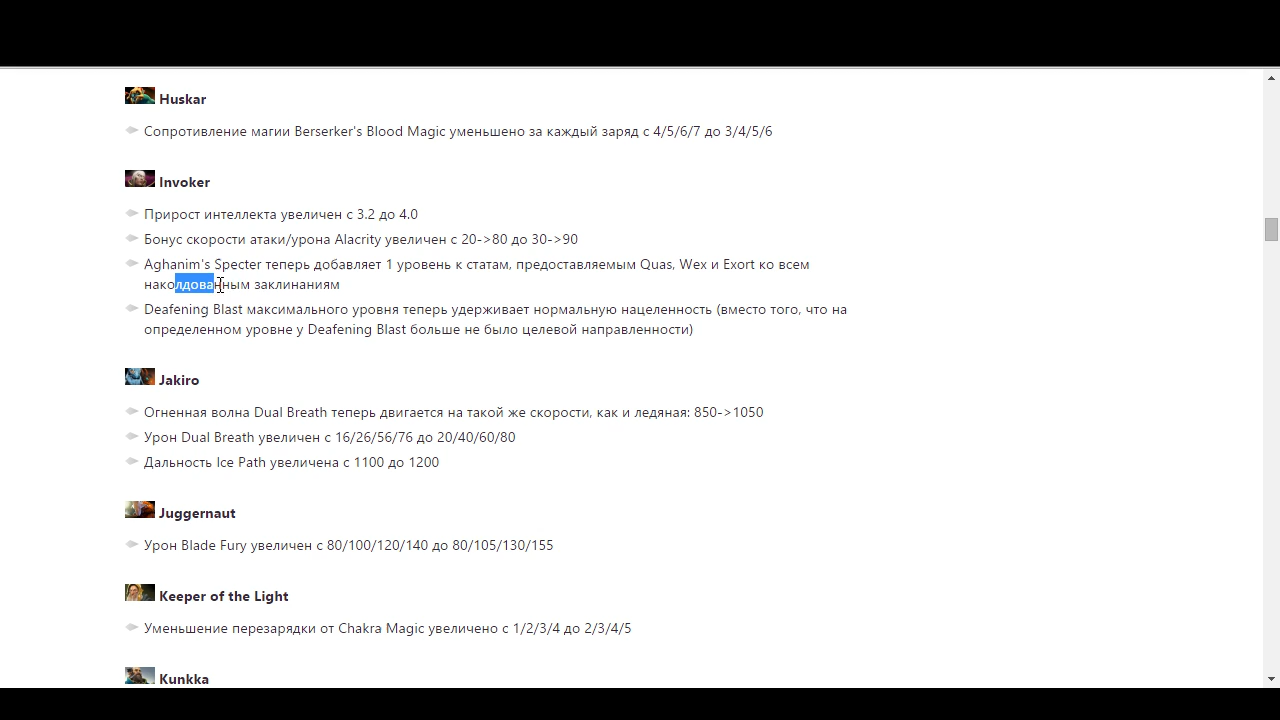 Huskar
Сопротивление магии Berserker's Blood Magic уменьшено за каждый заряд с 4/5/6/7 до 3/4/5/6
Invoker
Прирост интеллекта увеличен с 3.2 до 4.0
Бонус скорости атаки/урона Alacrity увеличен с 20->80 до 30->90
Aghanim's Specter теперь добавляет 1 уровень к статам, предоставляемым Quas, Wex и Exort ко всем
наколдованным заклинаниям
Deafening Blast максимального уровня теперь удерживает нормальную нацеленность (вместо того, что на
определенном уровне у Deafening Blast больше не было целевой направленности)
Jakiro
Огненная волна Dual Breath теперь двигается на такой же скорости, как и ледяная: 850->1050
Урон Dual Breath увеличен с 16/26/56/76 до 20/40/60/80
Дальность Ice Path увеличена с 1100 до 1200
Juggernaut
Урон Blade Fury увеличен с 80/100/120/140 до 80/105/130/155
Keeper of the Light
Уменьшение перезарядки от Chakra Magic увеличено с 1/2/3/4 до 2/3/4/5
Kunkka